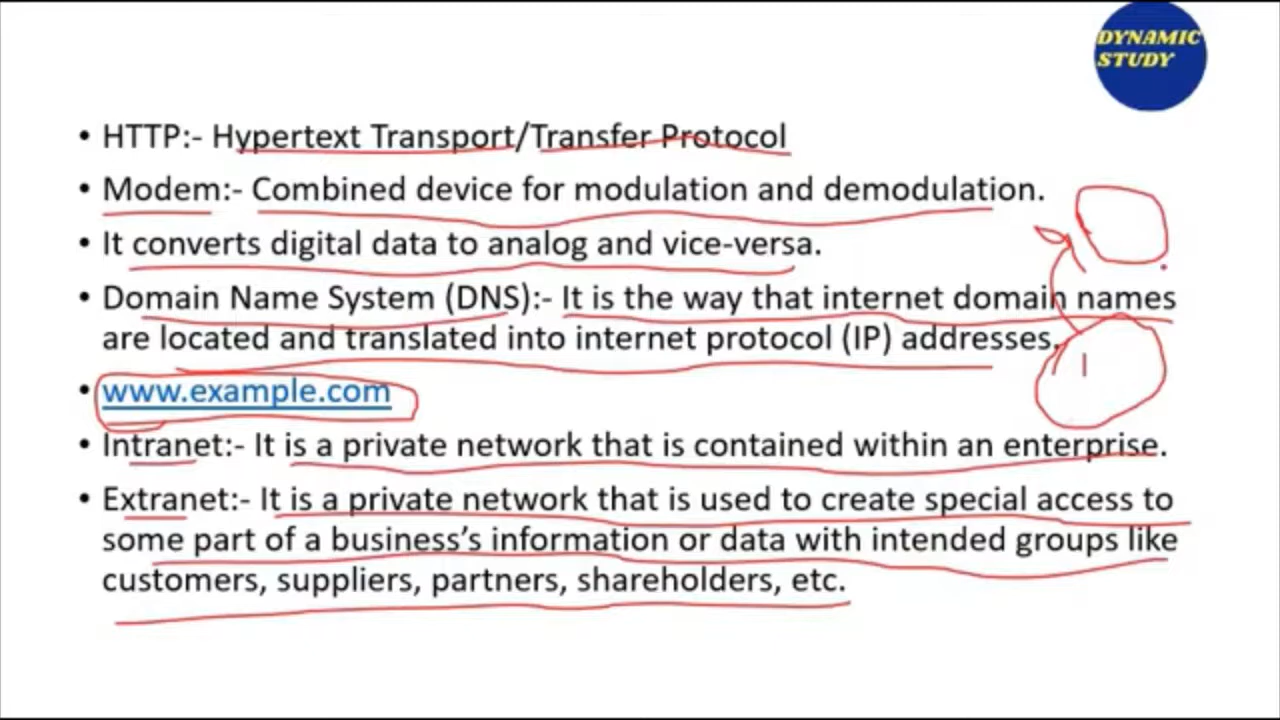 DYNAMIC
STUDY
• HTTP:- Hypertext Transport/Transfer Protocol
• Modem:- Combined device for modulation and demodulation.
• It converts digital data to analog and vice-versa.
• Domain Name System (DNS):- It is the way that internet domain names
are located and translated into internet protocol (IP) addresses.
• www.example.com
• Intranet:- It is a private network that is contained within an enterprise.
• Extranet:- It is a private network that is used to create special access to
some part of a business’s information or data with intended groups like
customers, suppliers, partners, shareholders, etc.